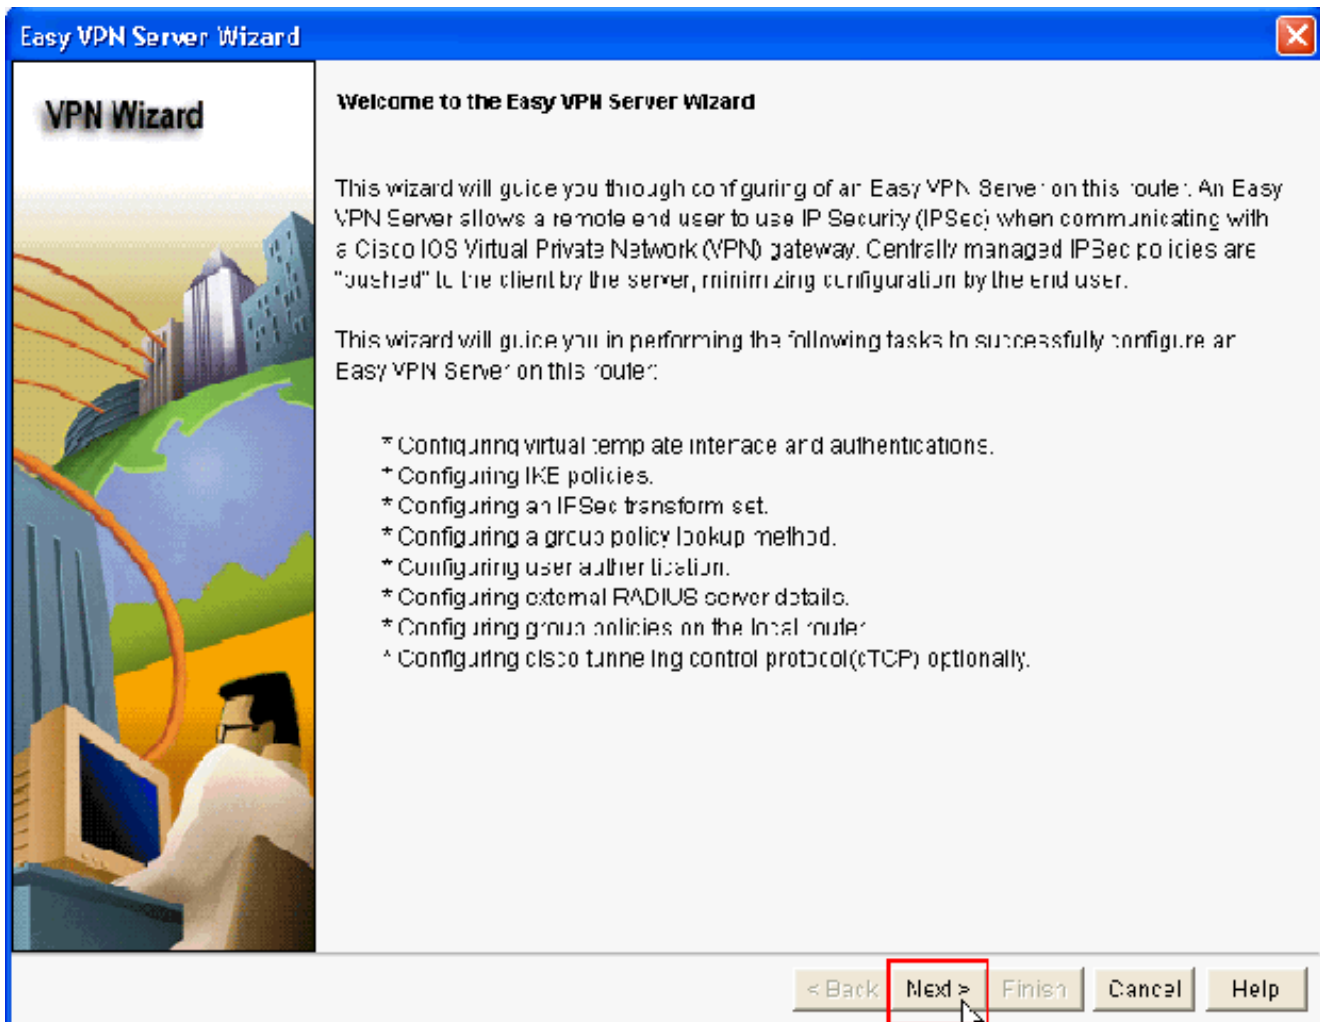 Easy VPN Server Wizard
VPN Wizard
Welcome to the Easy VPN Server Wizard
This wizard will guide you through configuring of an Easy VPN Server on this router. An Easy
VPN Server allows a remote end user to use IP Security (IPSec) when communicating with
a Cisco IOS Virtual Private Network (VPN) gateway. Centrally managed IPSec policies are
"pushed" to the client by the server, minimizing configuration by the end user.
This wizard will guide you in performing the following tasks to successfully configure an
Easy VPN Server on this router:
* Configuring virtual template interface and authentications.
* Configuring IKE policies.
* Configuring an IPSec transform set.
* Configuring a group policy lookup method.
* Configuring user authentication.
* Configuring external RADIUS server details.
* Configuring group policies on the local router
* Configuring cisco tunneling control protocol(cTCP) optionally.
< Back Next > Finish Cancel Help